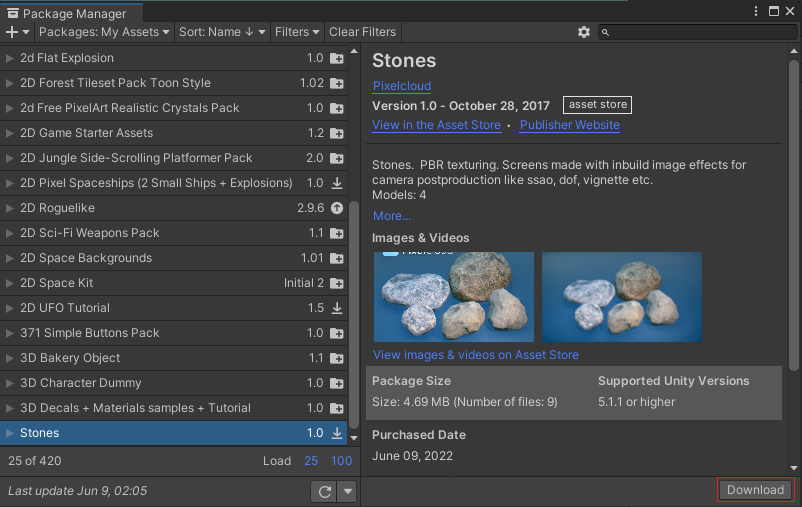 Package Manager
Packages: My Assets
Sort: Name ↓
Filters
Clear Filters
2d Flat Explosion 1.0
2D Forest Tileset Pack Toon Style 1.02
2d Free PixelArt Realistic Crystals Pack 1.0
2D Game Starter Assets 1.2
2D Jungle Side-Scrolling Platformer Pack 2.0
2D Pixel Spaceships (2 Small Ships + Explosions) 1.0
2D Roguelike 2.9.6
2D Sci-Fi Weapons Pack 1.1
2D Space Backgrounds 1.01
2D Space Kit Initial 2
2D UFO Tutorial 1.5
371 Simple Buttons Pack 1.0
3D Bakery Object 1.1
3D Character Dummy 1.0
3D Decals + Materials samples + Tutorial 1.0
Stones 1.0
25 of 420 Load 25 100
Last update Jun 9, 02:05
Stones
Pixelcloud
Version 1.0 - October 28, 2017 asset store
View in the Asset Store • Publisher Website
Stones. PBR texturing. Screens made with inbuild image effects for
camera postproduction like ssao, dof, vignette etc.
Models: 4
More...
Images & Videos
View images & videos on Asset Store
Package Size
Size: 4.69 MB (Number of files: 9)
Supported Unity Versions
5.1.1 or higher
Purchased Date
June 09, 2022
Download